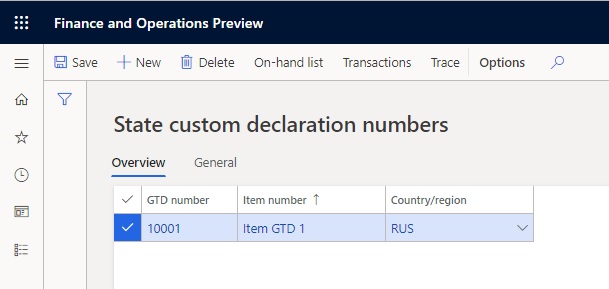 Finance and Operations Preview
Save New Delete On-hand list Transactions Trace Options
State custom declaration numbers
Overview General
GTD number Item number ↑ Country/region
10001 Item GTD 1 RUS